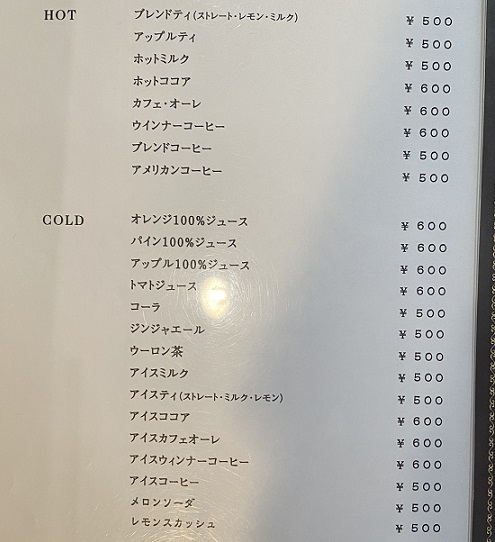 HOT ブレンドティ(ストレート・レモン・ミルク) ¥ 500
アップルティ ¥ 500
ホットミルク ¥ 500
ホットココア ¥ 600
カフェ・オーレ ¥ 600
ウインナーコーヒー ¥ 600
ブレンドコーヒー ¥ 500
アメリカンコーヒー ¥ 500
COLD オレンジ100%ジュース ¥ 600
パイン100%ジュース ¥ 600
アップル100%ジュース ¥ 600
トマトジュース ¥ 600
コーラ ¥ 500
ジンジャエール ¥ 500
ウーロン茶 ¥ 500
アイスミルク ¥ 500
アイスティ(ストレート・ミルク・レモン) ¥ 500
アイスココア ¥ 600
アイスカフェオーレ ¥ 600
アイスウィンナーコーヒー ¥ 600
アイスコーヒー ¥ 500
メロンソーダ ¥ 500
レモンスカッシュ ¥ 500